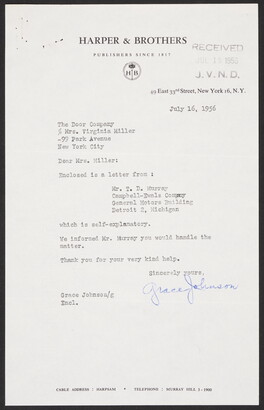 HARPER & BROTHERS
PUBLISHERS SINCE 1817
RECEIVED
1956
J. V. N. D.
H B
49 East 33rd Street, New York 16, N. Y.
July 16, 1956
The Door Company
% Mrs. Virginia Miller
499 Park Avenue
New York City
Dear Mrs. Miller:
Enclosed is a letter from :
Mr. T. D. Murray
Campbell-Ewald Company
General Motors Building
Detroit 2, Michigan
which is self-explanatory.
We informed Mr. Murray you would handle the
matter.
Thank you for your very kind help.
Sincerely yours,
Grace Johnson
Grace Johnson/g
Encl.
CABLE ADDRESS / HARPSAM • TELEPHONE / MURRAY HILL 3-1900